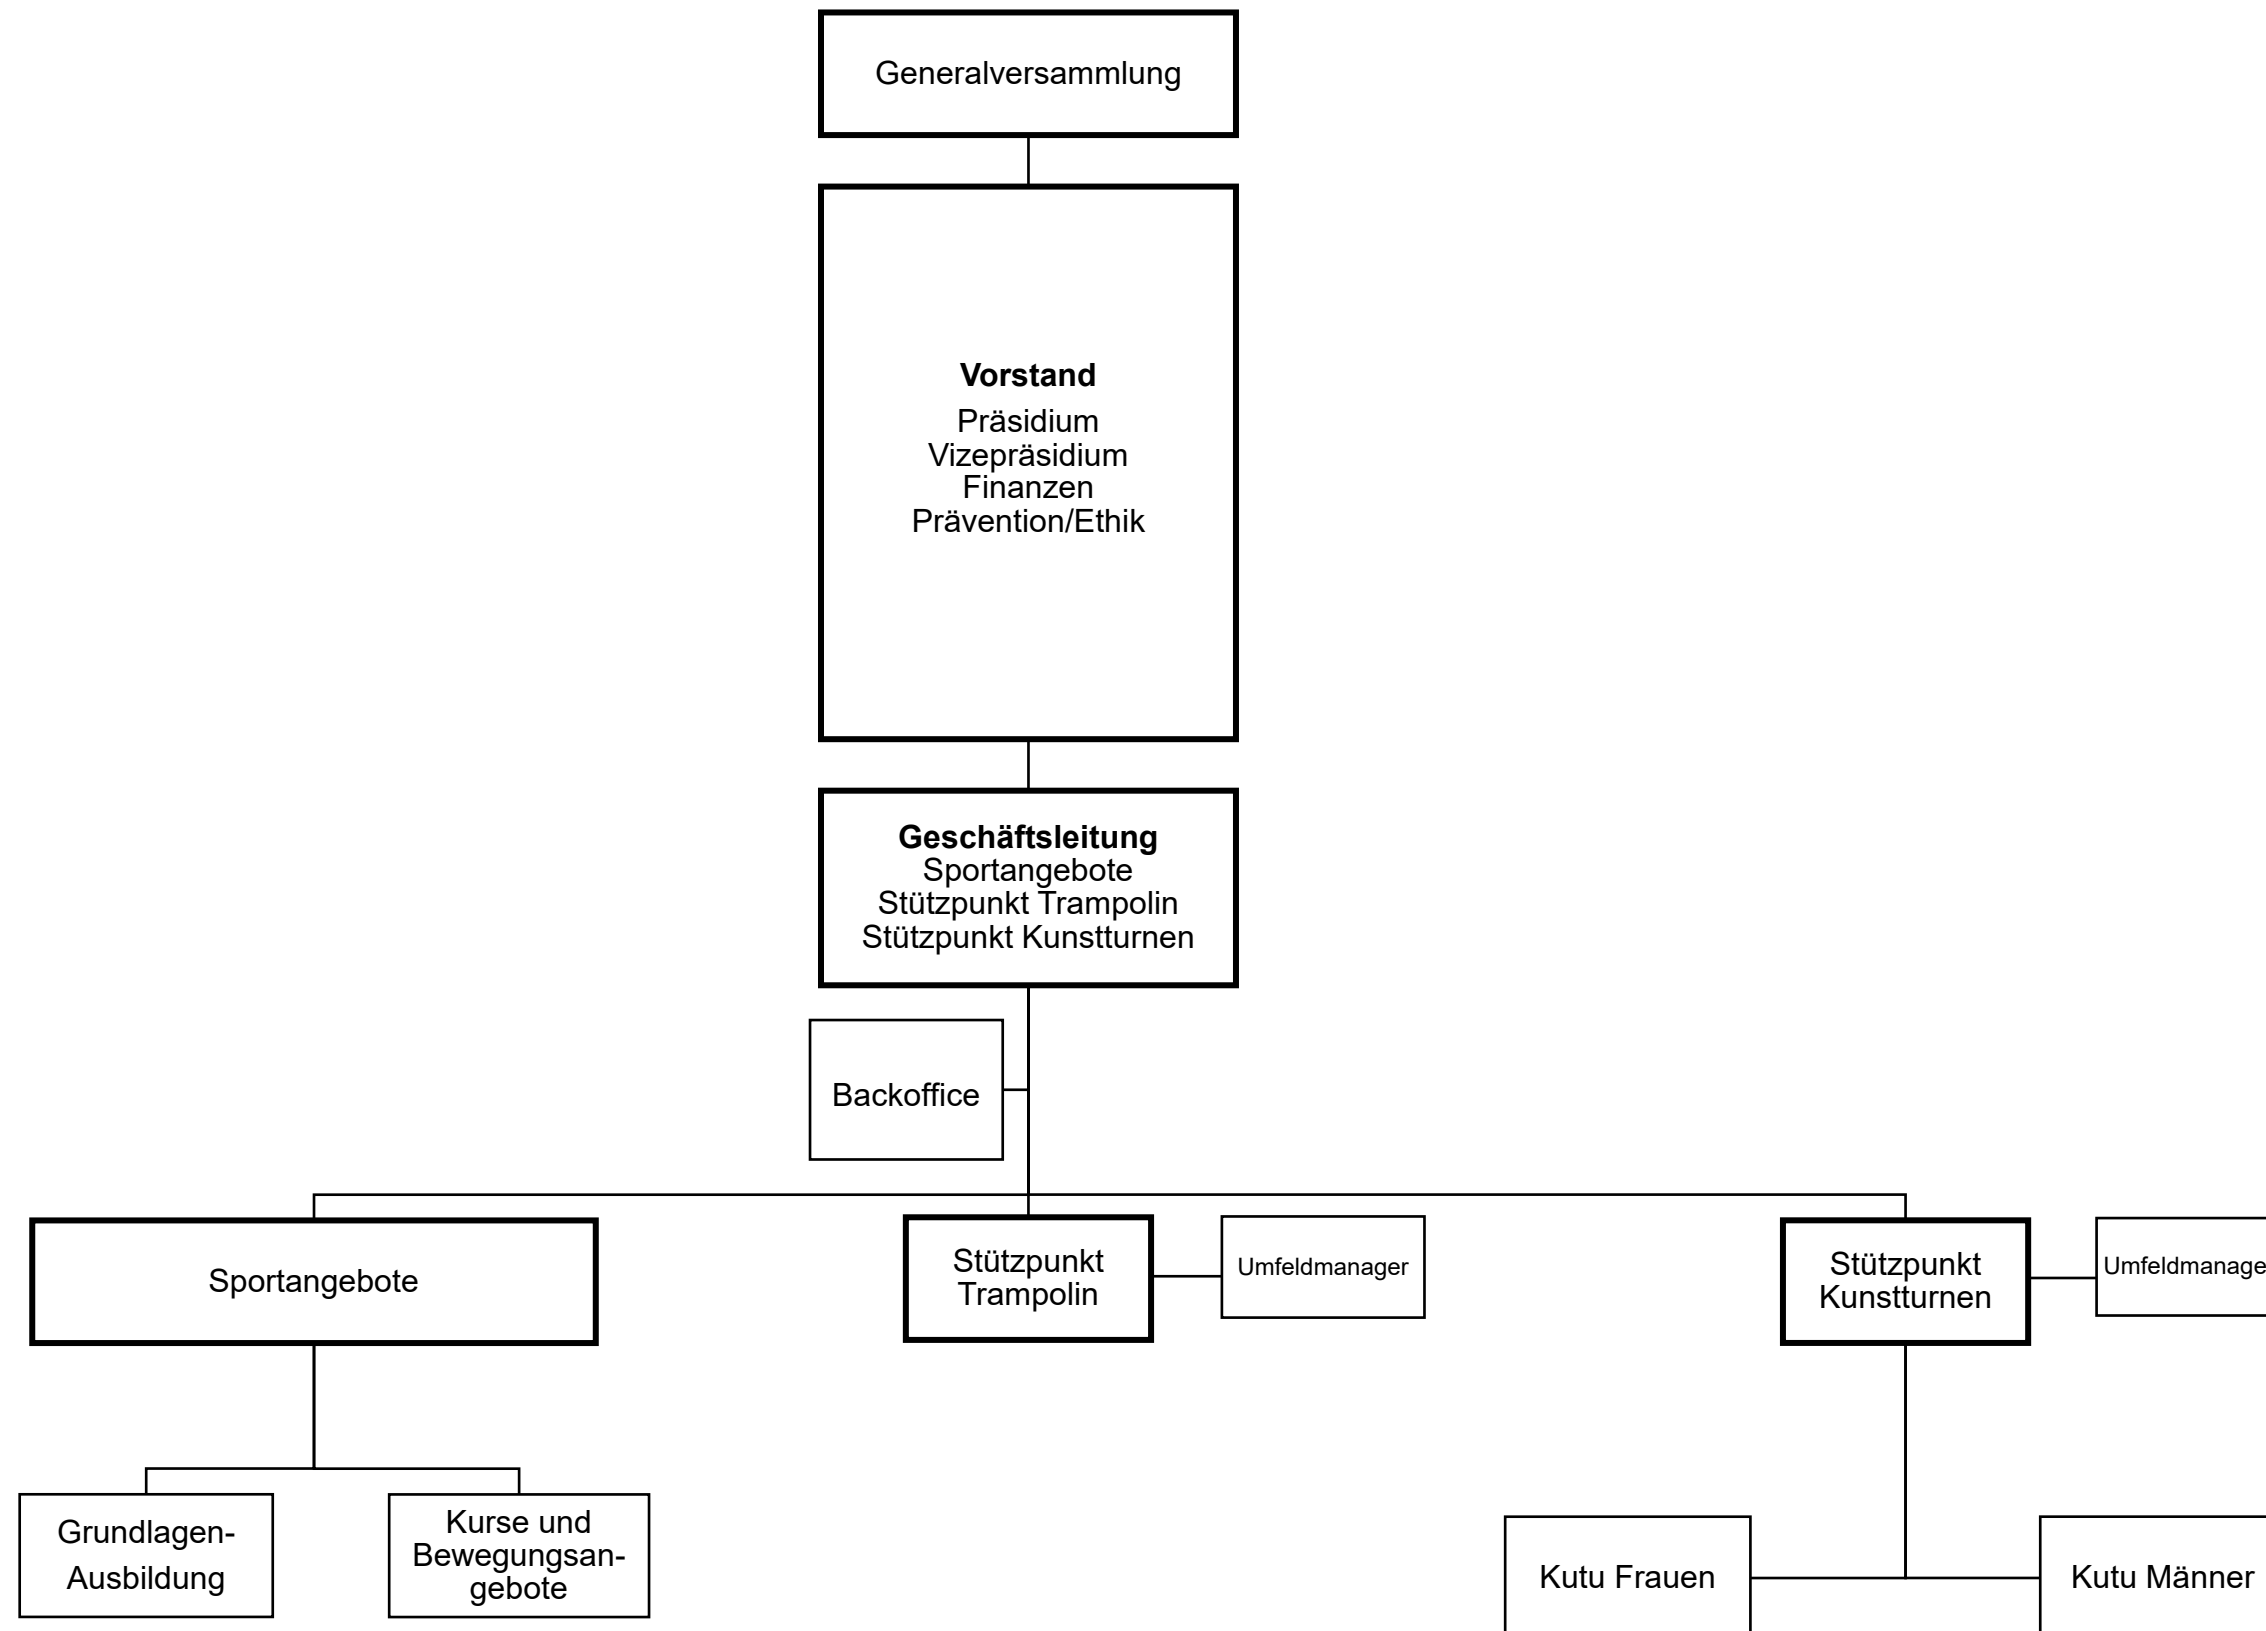 Generalversammlung
Vorstand
Präsidium
Vizepräsidium
Finanzen
Prävention/Ethik
Geschäftsleitung
Sportangebote
Stützpunkt Trampolin
Stützpunkt Kunstturnen
Backoffice
Sportangebote
Stützpunkt
Trampolin
Umfeldmanager
Stützpunkt
Kunstturnen
Umfeldmanage
Grundlagen-
Ausbildung
Kurse und
Bewegungsan-
gebote
Kutu Frauen
Kutu Männer